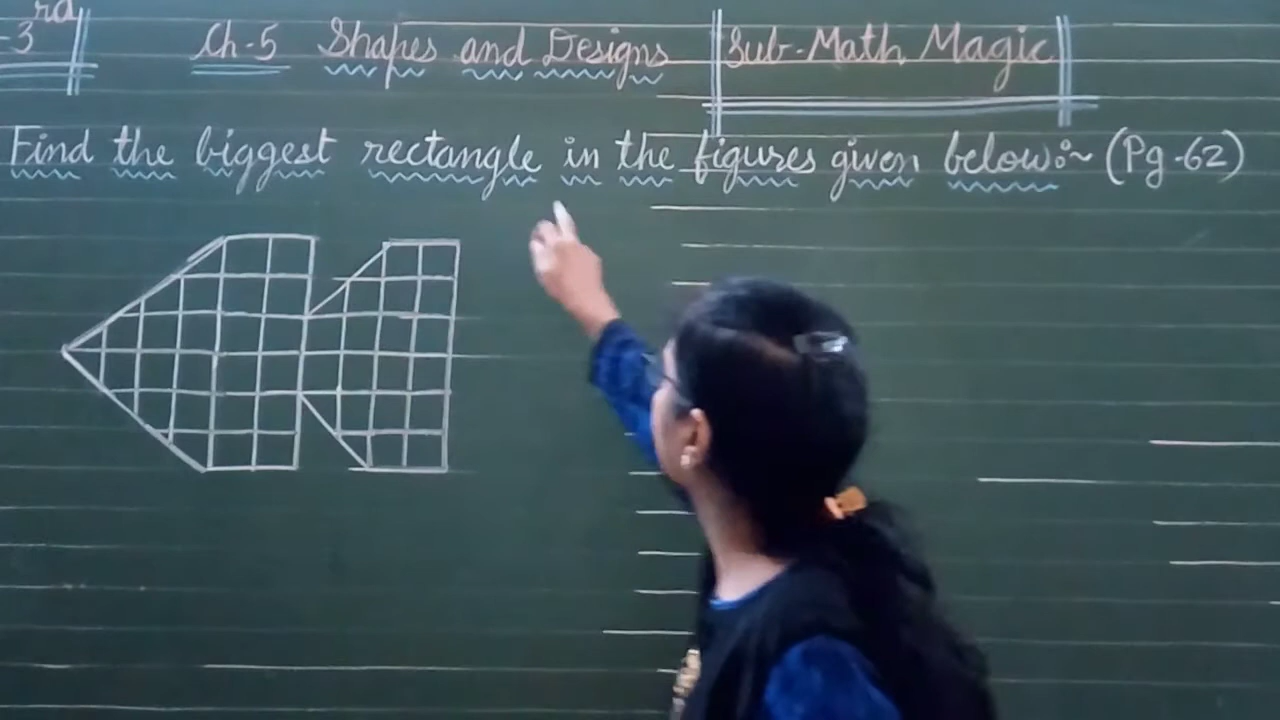 -3rd
Ch-5 Shapes and Designs
Sub-Math Magic
Find the biggest rectangle in the figures given below:~ (Pg-62)